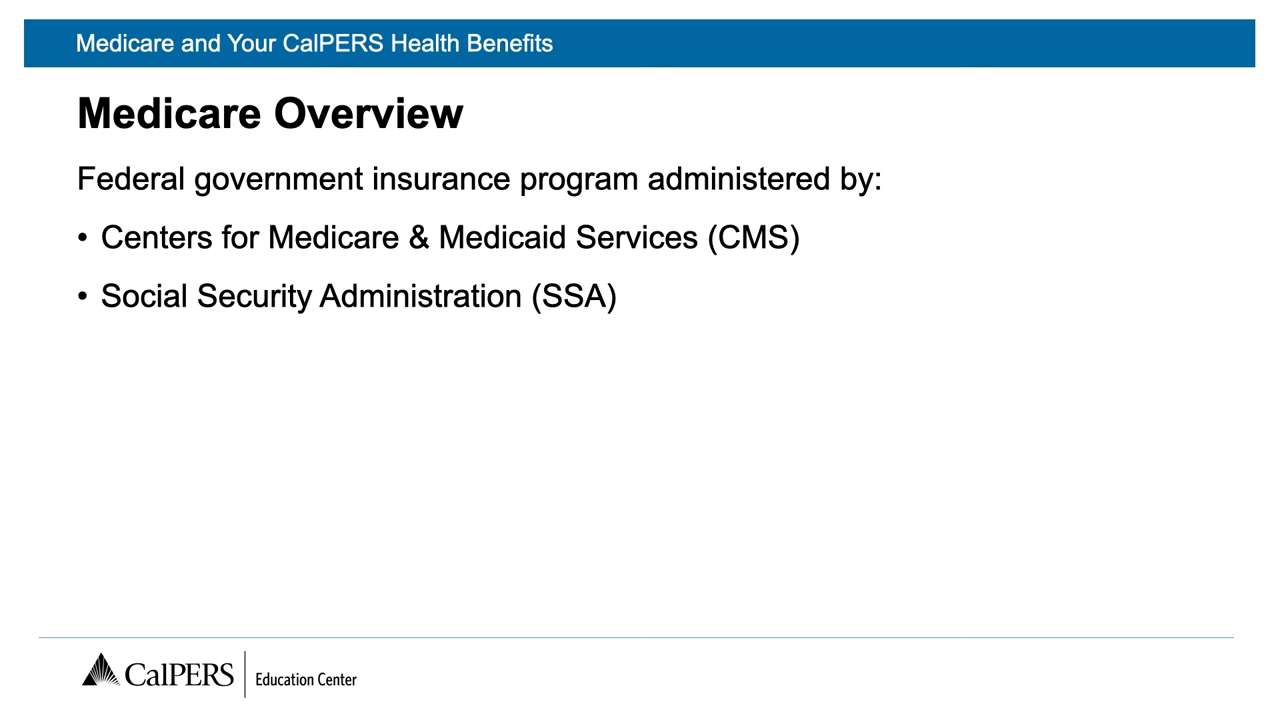 Medicare and Your CalPERS Health Benefits
Medicare Overview
Federal government insurance program administered by:
• Centers for Medicare & Medicaid Services (CMS)
• Social Security Administration (SSA)
CalPERS Education Center